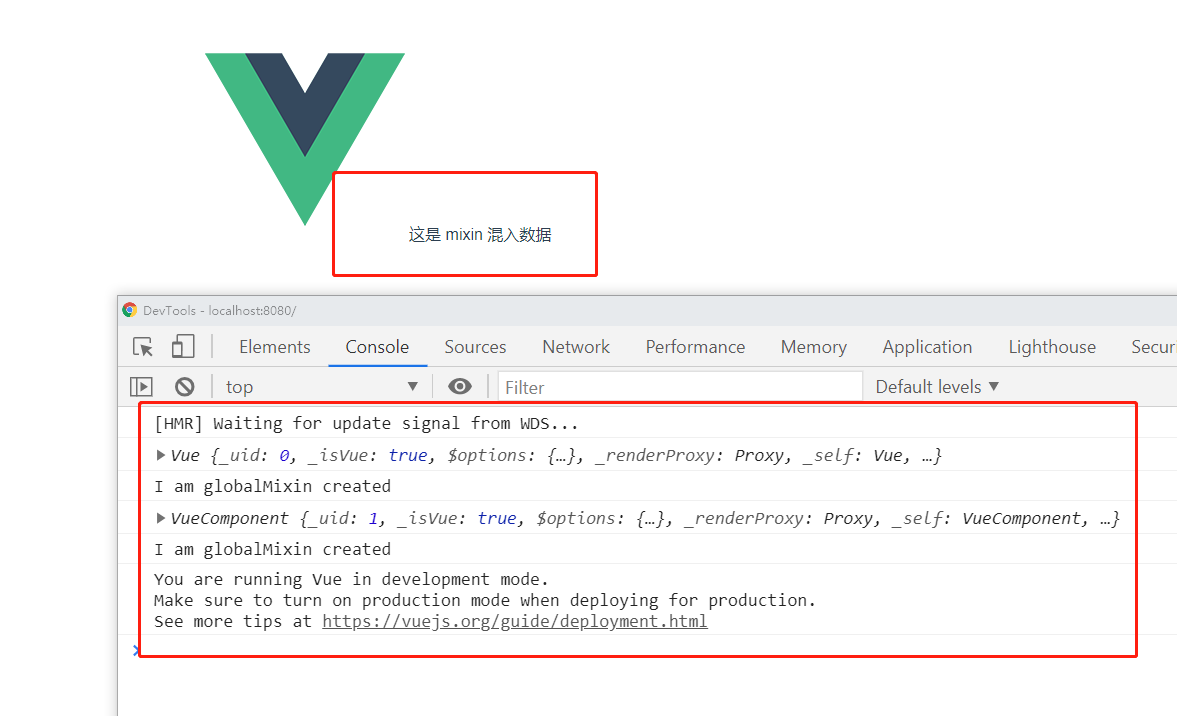 这是 mixin 混入数据
DevTools - localhost:8080/
Elements Console Sources Network Performance Memory Application Lighthouse Securi
top Filter Default levels
[HMR] Waiting for update signal from WDS...
Vue {_uid: 0, _isVue: true, $options: {…}, _renderProxy: Proxy, _self: Vue, …}
I am globalMixin created
VueComponent {_uid: 1, _isVue: true, $options: {…}, _renderProxy: Proxy, _self: VueComponent, …}
I am globalMixin created
You are running Vue in development mode.
Make sure to turn on production mode when deploying for production.
See more tips at https://vuejs.org/guide/deployment.html